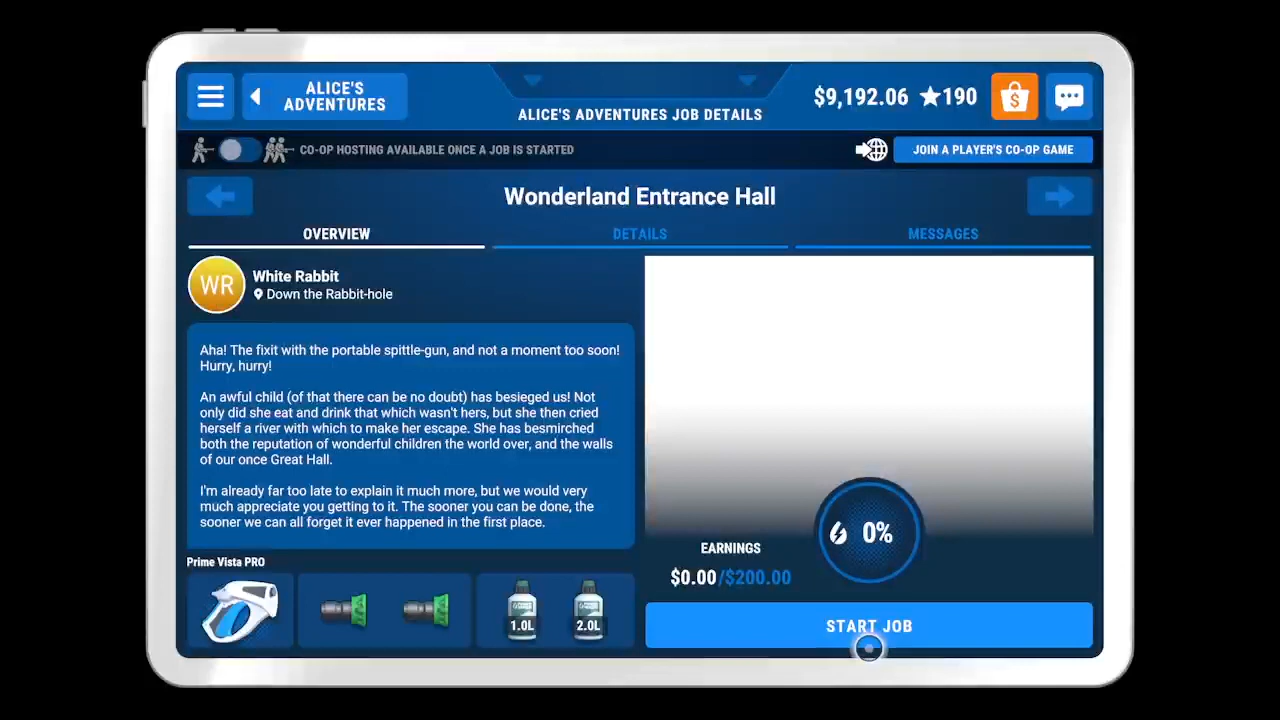 ALICE'S
ADVENTURES
ALICE'S ADVENTURES JOB DETAILS
$9,192.06 ★190
CO-OP HOSTING AVAILABLE ONCE A JOB IS STARTED
JOIN A PLAYER'S CO-OP GAME
Wonderland Entrance Hall
OVERVIEW
DETAILS
MESSAGES
WR
White Rabbit
Down the Rabbit-hole
Aha! The fixit with the portable spittle-gun, and not a moment too soon!
Hurry, hurry!
An awful child (of that there can be no doubt) has besieged us! Not
only did she eat and drink that which wasn't hers, but she then cried
herself a river with which to make her escape. She has besmirched
both the reputation of wonderful children the world over, and the walls
of our once Great Hall.
I'm already far too late to explain it much more, but we would very
much appreciate you getting to it. The sooner you can be done, the
sooner we can all forget it ever happened in the first place.
Prime Vista PRO
1.0L
2.0L
EARNINGS
$0.00/$200.00
0%
START JOB